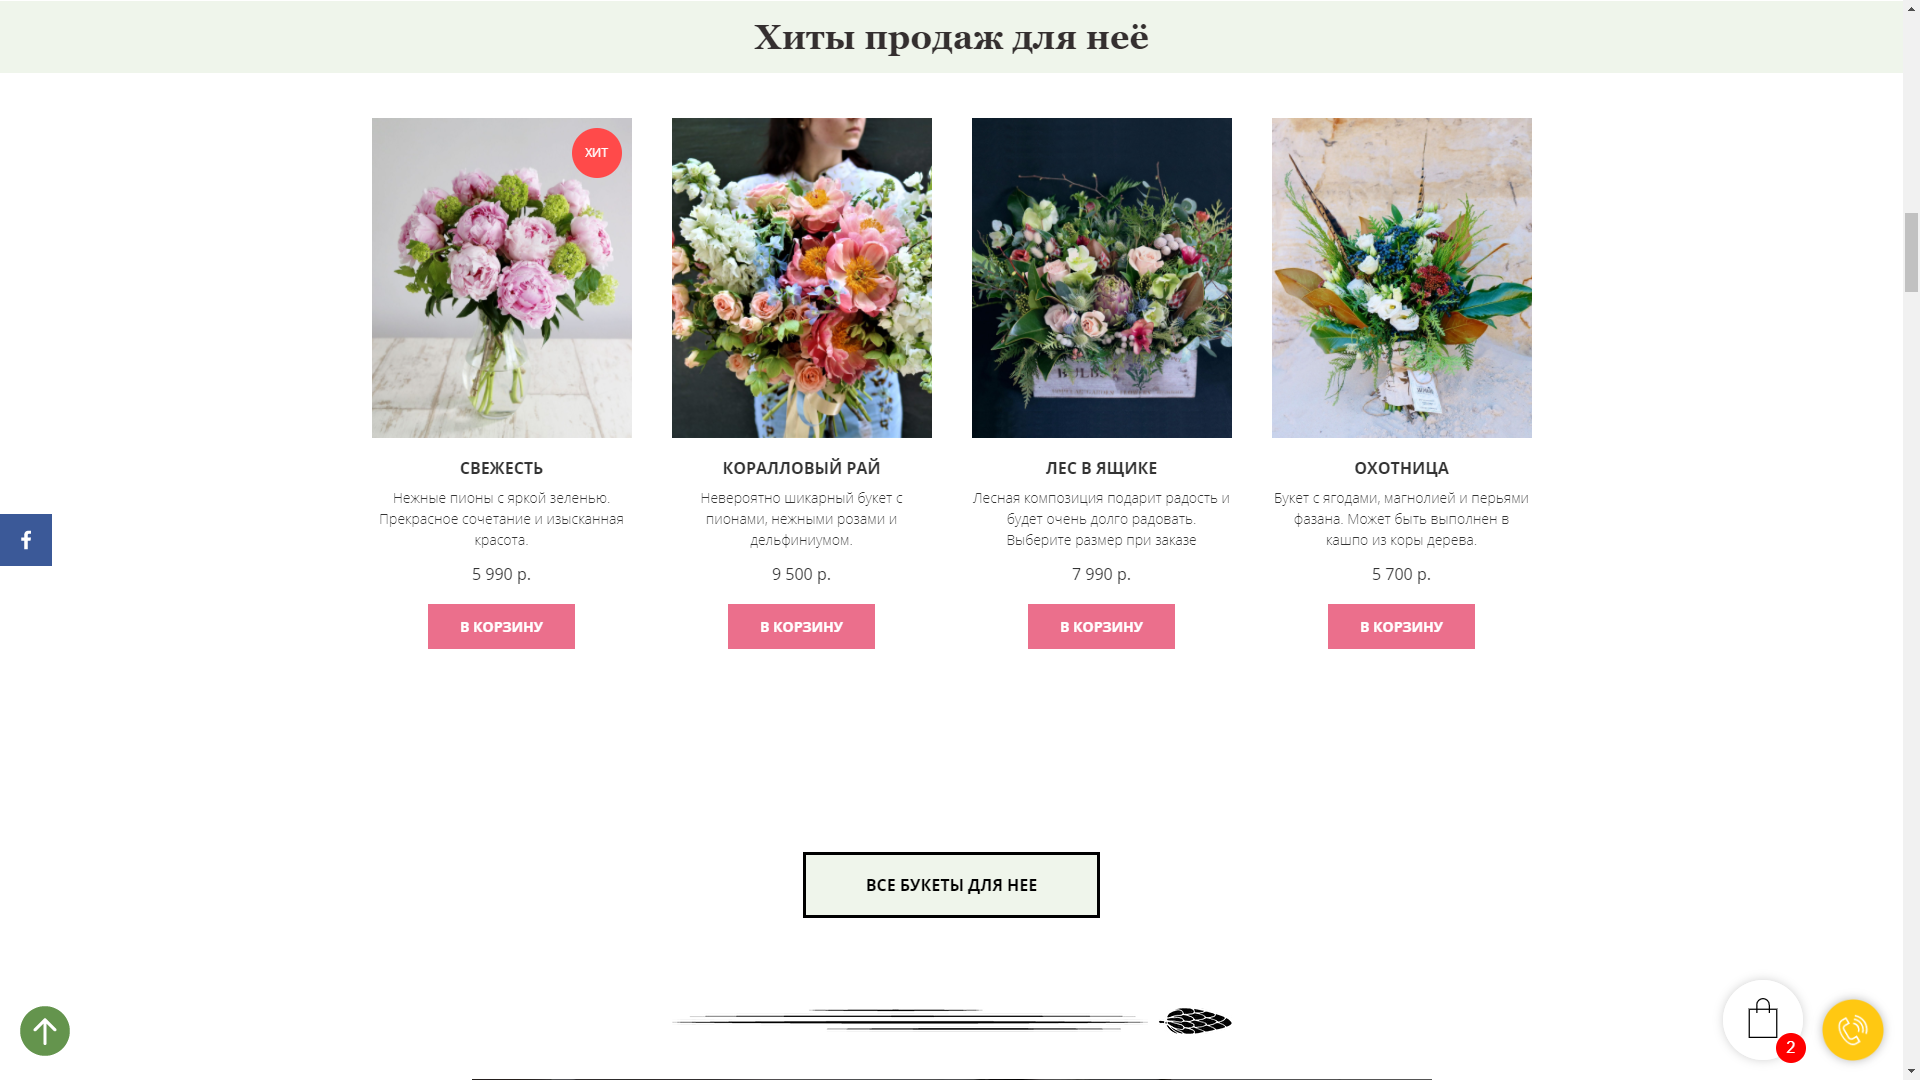 Хиты продаж для неё
ХИТ
СВЕЖЕСТЬ
Нежные пионы с яркой зеленью.
Прекрасное сочетание и изысканная
красота.
5 990 р.
В КОРЗИНУ
КОРАЛЛОВЫЙ РАЙ
Невероятно шикарный букет с
пионами, нежными розами и
дельфиниумом.
9 500 р.
В КОРЗИНУ
ЛЕС В ЯЩИКЕ
Лесная композиция подарит радость и
будет очень долго радовать.
Выберите размер при заказе
7 990 р.
В КОРЗИНУ
ОХОТНИЦА
Букет с ягодами, магнолией и перьями
фазана. Может быть выполнен в
кашпо из коры дерева.
5 700 р.
В КОРЗИНУ
ВСЕ БУКЕТЫ ДЛЯ НЕЕ
2